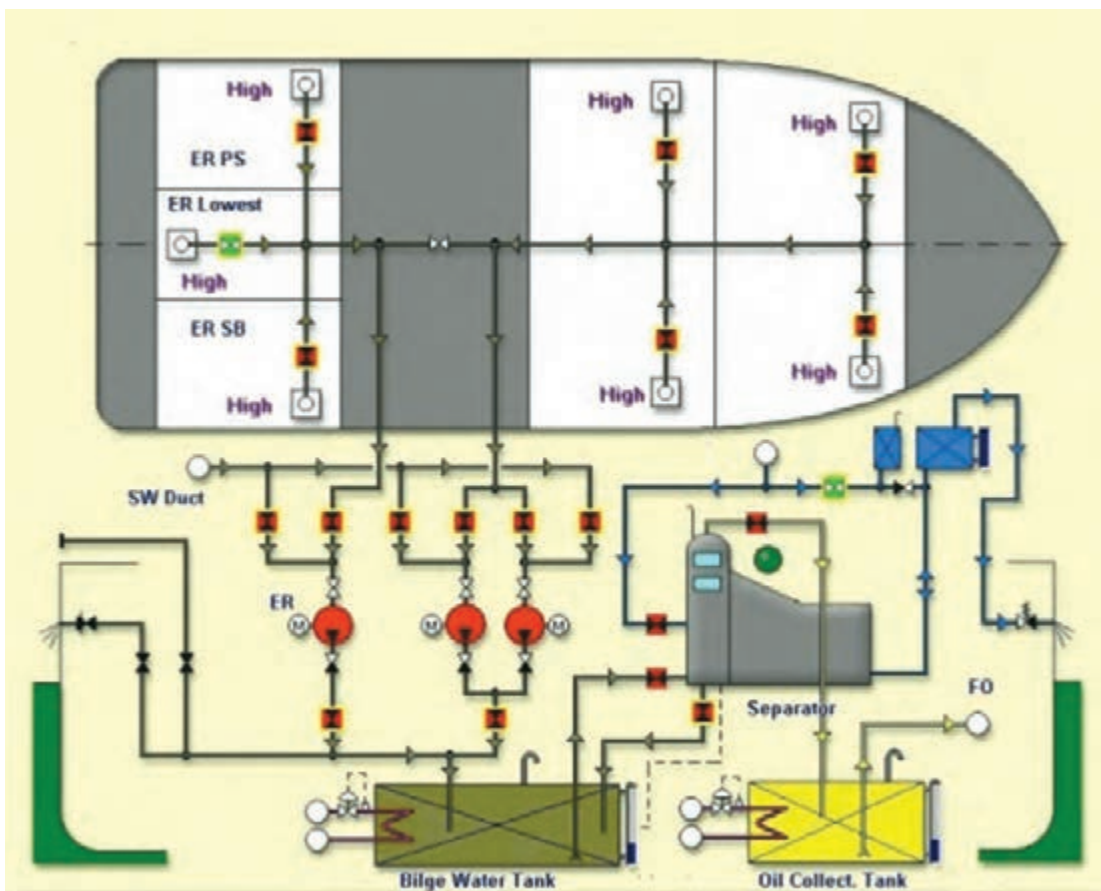 High
High
High
ER PS
ER Lowest
High
ER SB
High
High
High
SW Duct
ER
M
M
M
Separator
FO
Bilge Water Tank
Oil Collect. Tank